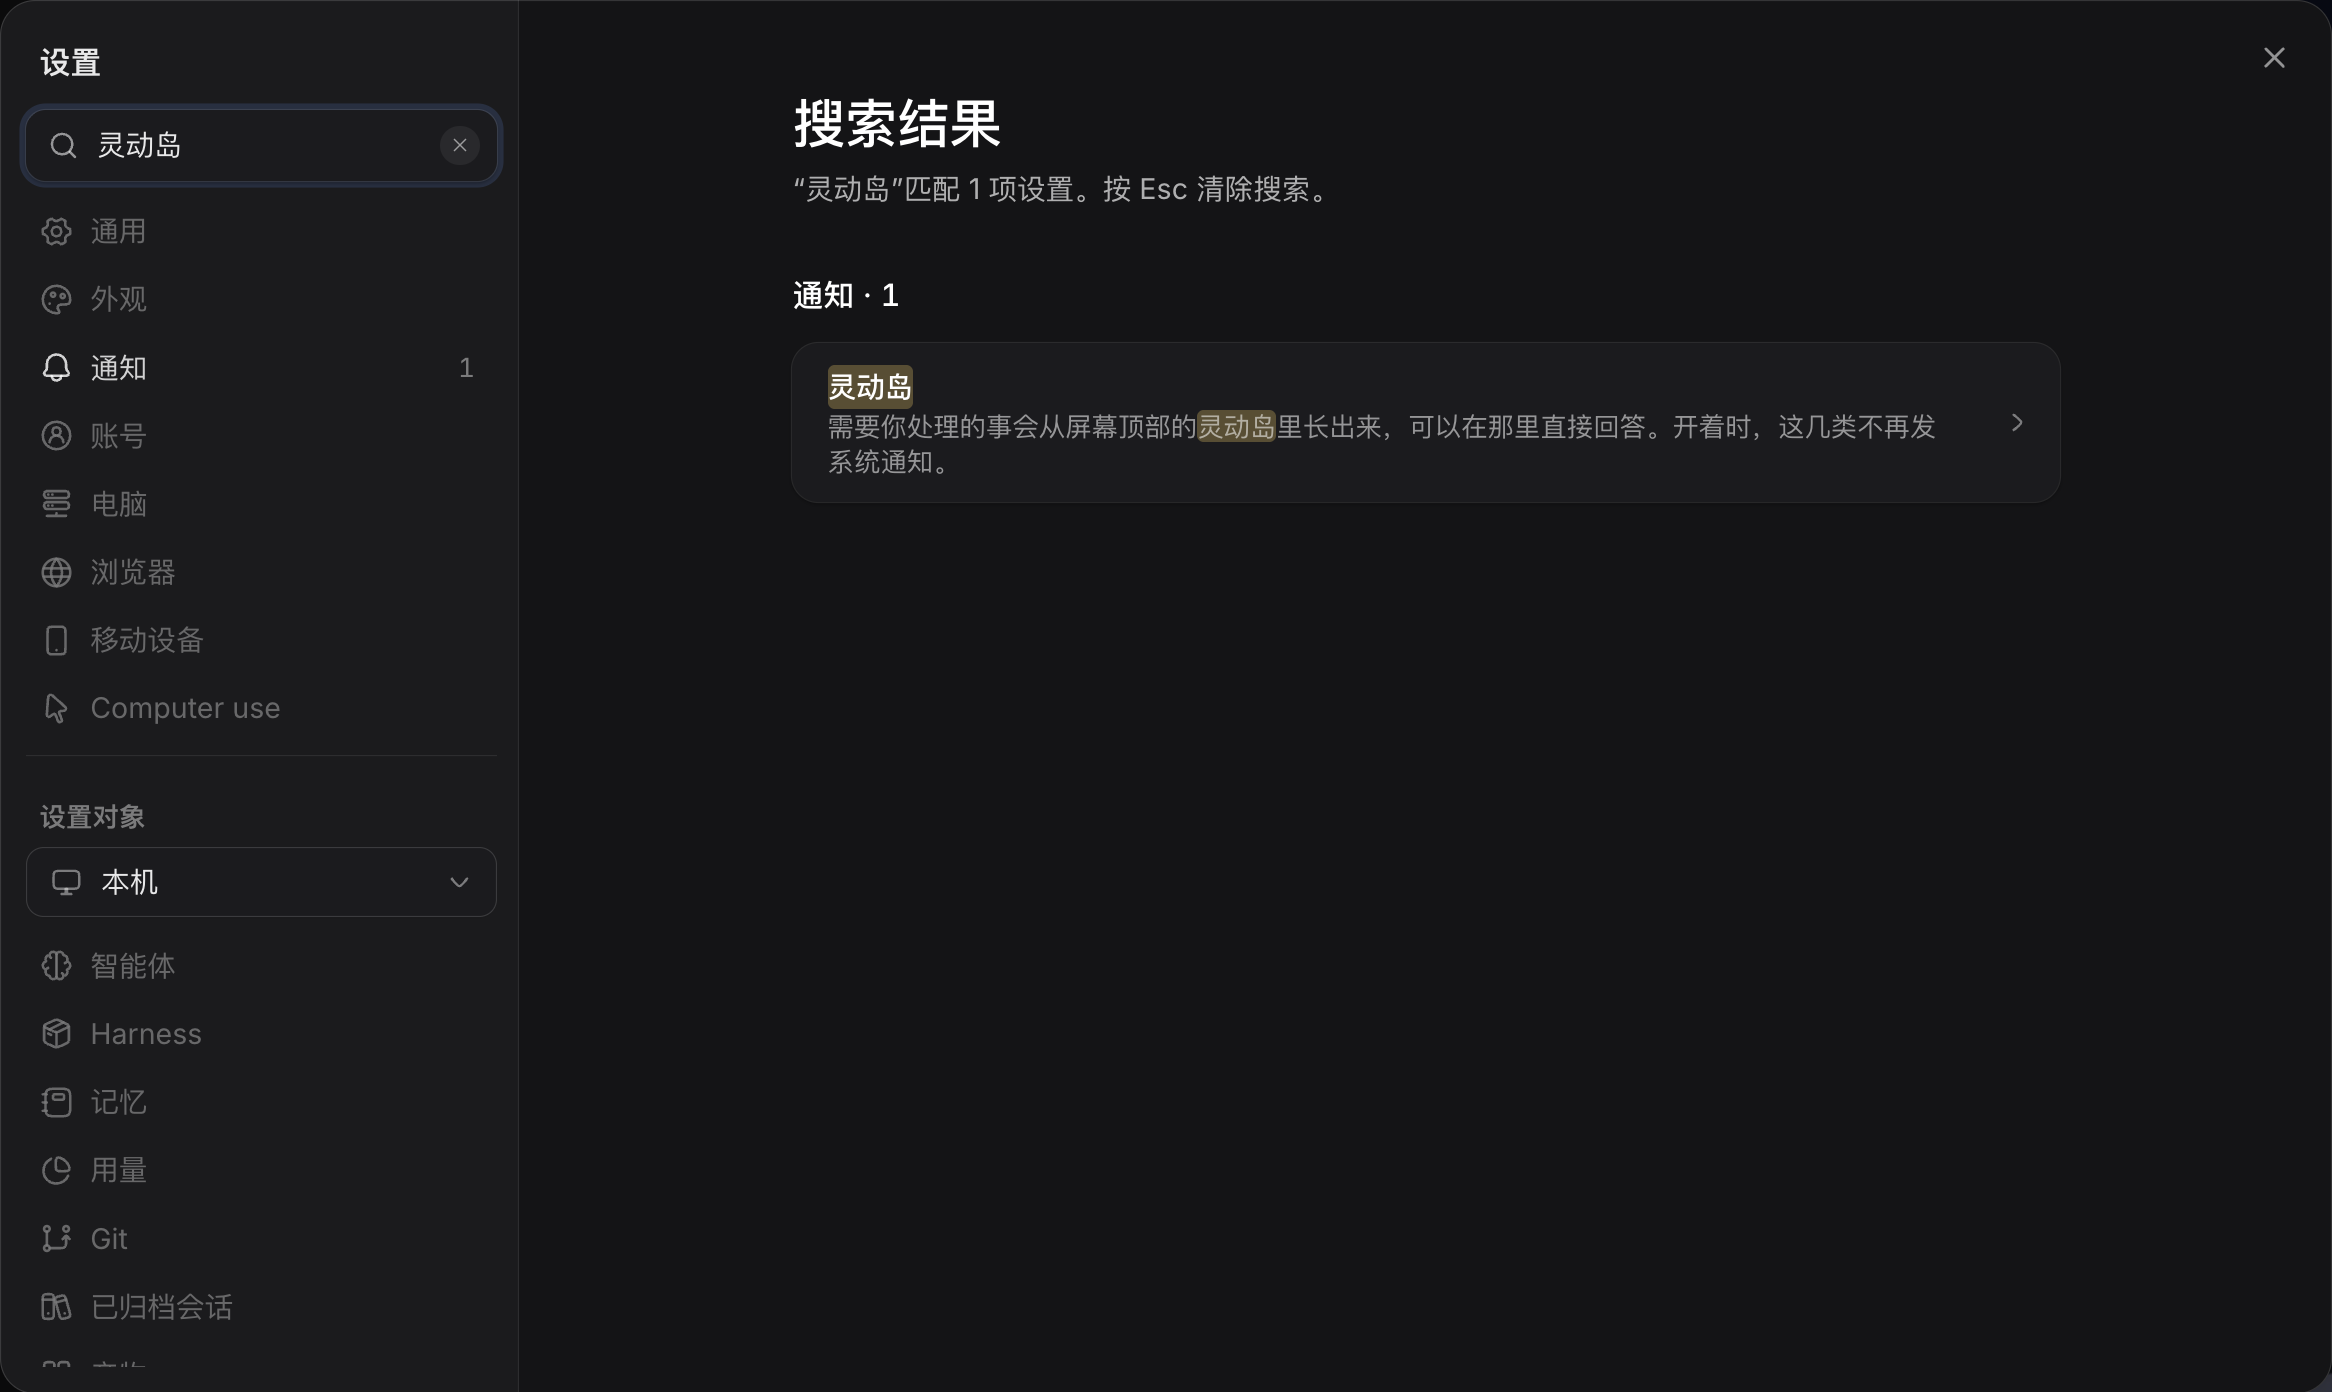 设置
灵动岛
通用
外观
通知 1
账号
电脑
浏览器
移动设备
Computer use
设置对象
本机
智能体
Harness
记忆
用量
Git
已归档会话
搜索结果
“灵动岛”匹配 1 项设置。按 Esc 清除搜索。
通知 · 1
灵动岛
需要你处理的事会从屏幕顶部的灵动岛里长出来，可以在那里直接回答。开着时，这几类不再发
系统通知。